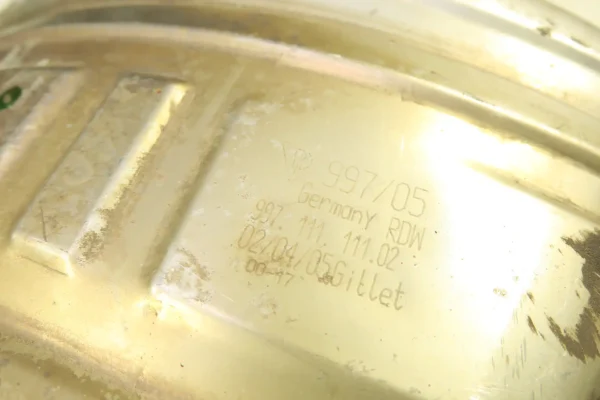 997/05
Germany RDW
997. 111. 111.02
02/04/05Gillet